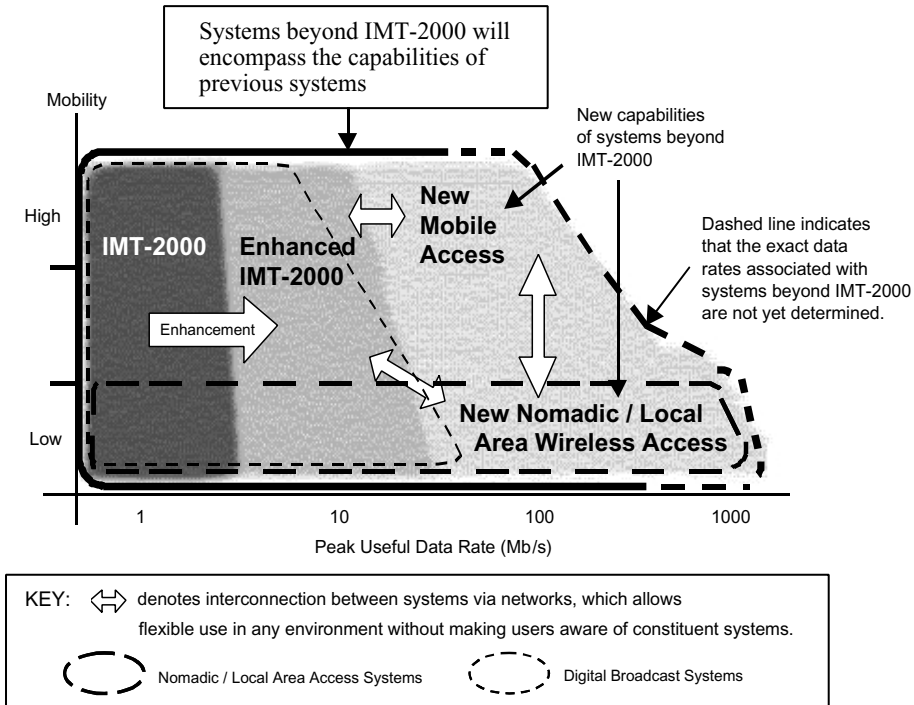 Systems beyond IMT-2000 will
encompass the capabilities of
previous systems
Mobility
New capabilities
of systems beyond
IMT-2000
High
New
Mobile
Access
IMT-2000
Enhanced
IMT-2000
Dashed line indicates
that the exact data
rates associated with
systems beyond IMT-2000
are not yet determined.
Enhancement
Low
New Nomadic / Local
Area Wireless Access
1 10 100 1000
Peak Useful Data Rate (Mb/s)
KEY: denotes interconnection between systems via networks, which allows
flexible use in any environment without making users aware of constituent systems.
Nomadic / Local Area Access Systems Digital Broadcast Systems